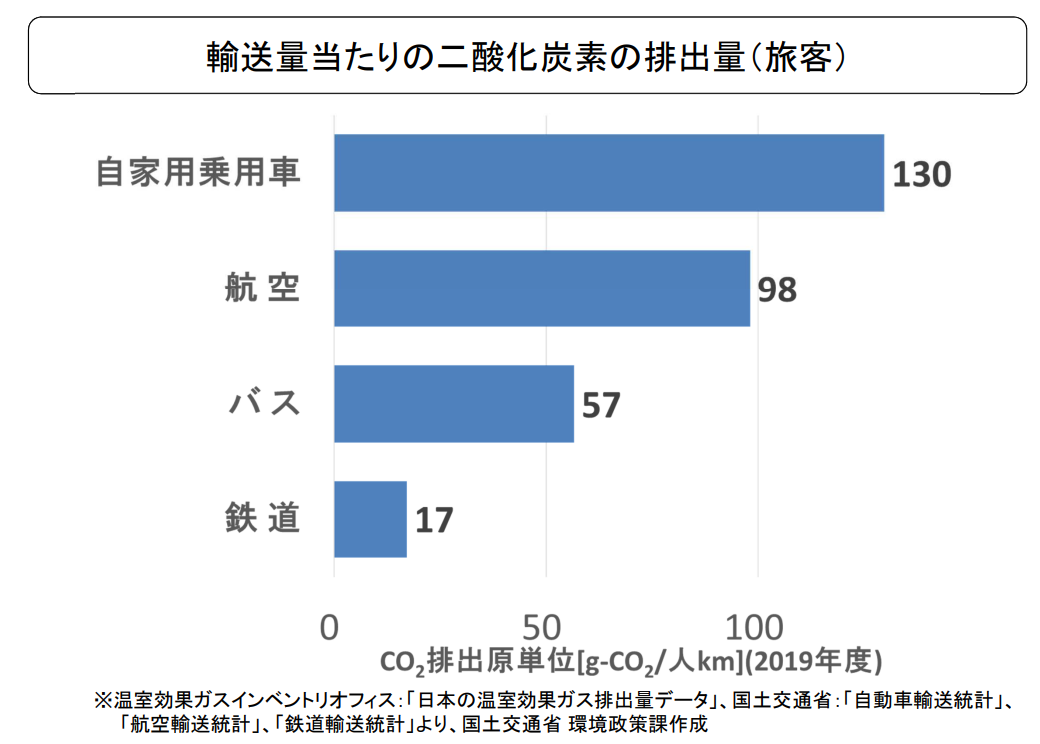 輸送量当たりの二酸化炭素の排出量(旅客)
自家用乗用車 130
航空 98
バス 57
鉄道 17
0 50 100
CO₂排出原単位[g-CO₂/人km](2019年度)
※温室効果ガスインベントリオフィス:「日本の温室効果ガス排出量データ」、国土交通省:「自動車輸送統計」、
「航空輸送統計」、「鉄道輸送統計」より、国土交通省 環境政策課作成